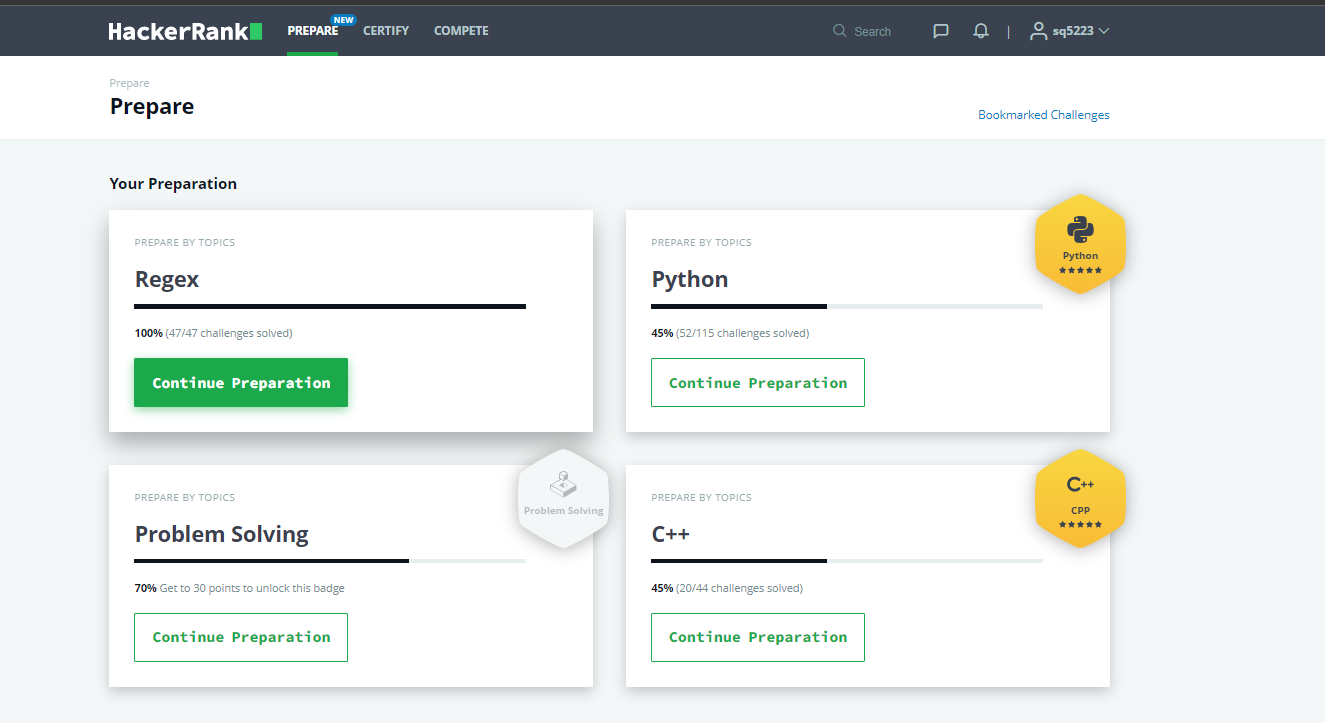 HackerRank PREPARE NEW CERTIFY COMPETE Search | sq5223
Prepare
Prepare
Bookmarked Challenges
Your Preparation
PREPARE BY TOPICS
Regex
100% (47/47 challenges solved)
Continue Preparation
PREPARE BY TOPICS
Python
45% (52/115 challenges solved)
Continue Preparation
Python
PREPARE BY TOPICS
Problem Solving
70% Get to 30 points to unlock this badge
Continue Preparation
Problem Solving
PREPARE BY TOPICS
C++
45% (20/44 challenges solved)
Continue Preparation
C++
CPP